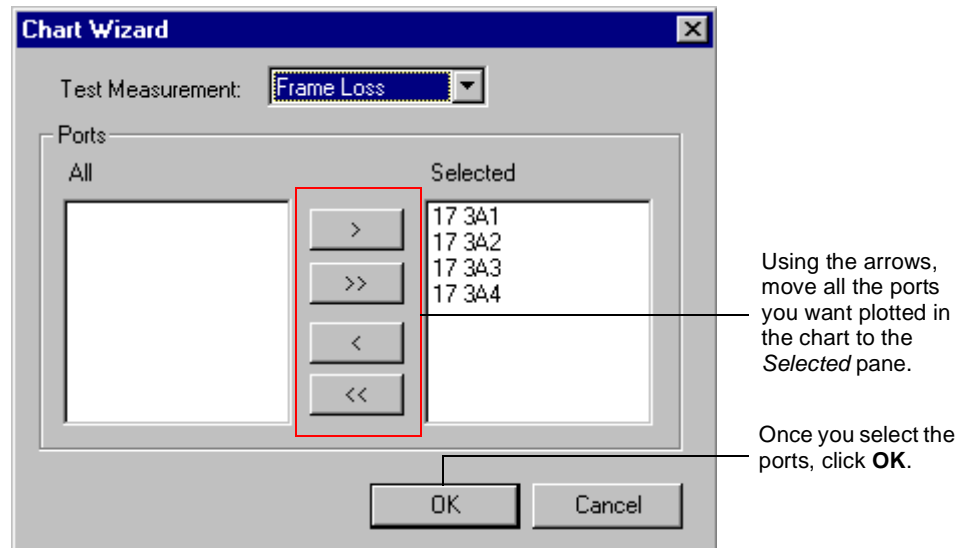 Chart Wizard
Test Measurement: Frame Loss
Ports
All
Selected
>
>>
<
<<
17 3A1
17 3A2
17 3A3
17 3A4
Using the arrows,
move all the ports
you want plotted in
the chart to the
Selected pane.
Once you select the
ports, click OK.
OK
Cancel